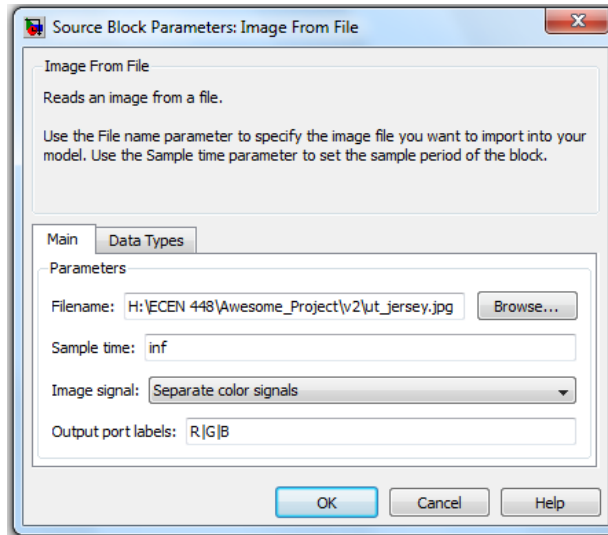 Source Block Parameters: Image From File
Image From File
Reads an image from a file.
Use the File name parameter to specify the image file you want to import into your
model. Use the Sample time parameter to set the sample period of the block.
Main Data Types
Parameters
Filename: H:\ECEN 448\Awesome_Project\v2\ut_jersey.jpg Browse...
Sample time: inf
Image signal: Separate color signals
Output port labels: R|G|B
OK Cancel Help